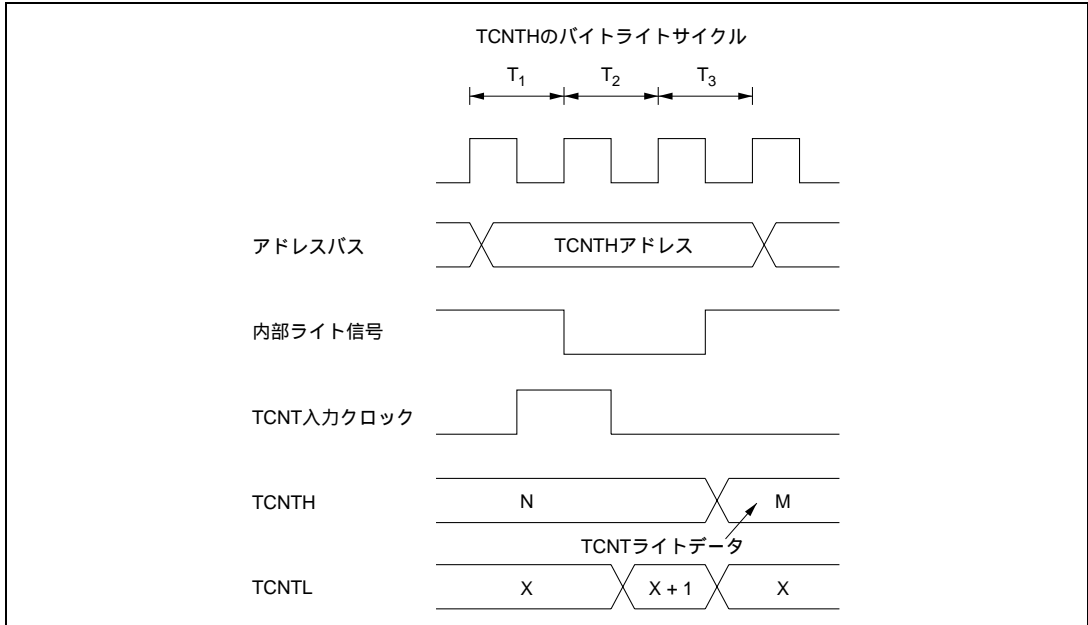 TCNTHのバイトライトサイクル
T1 T2 T3
アドレスバス TCNTHアドレス
内部ライト信号
TCNT入力クロック
TCNTH N M
TCNTライトデータ
TCNTL X X + 1 X